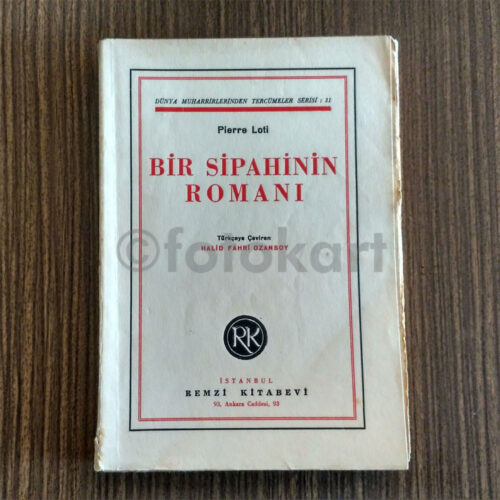 DÜNYA MUHARRİRLERİNDEN TERCÜMELER SERİSİ : 21
Pierre Loti
BİR SİPAHİNİN
ROMANI
Türkçeye Çeviren
HALİD FAHRİ OZANSOY
©fotokart
RK
İSTANBUL
REMZİ KİTABEVİ
93, Ankara Caddesi, 93